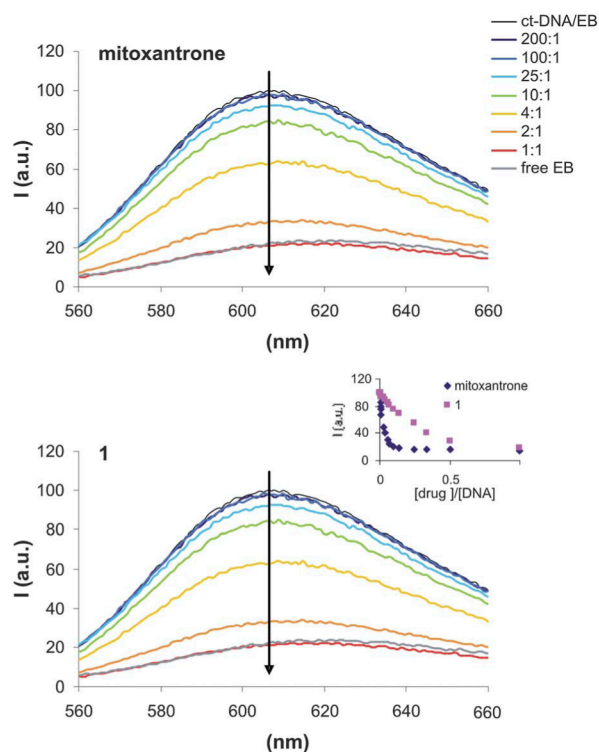 mitoxantrone
ct-DNA/EB
200:1
100:1
25:1
10:1
4:1
2:1
1:1
free EB
I (a.u.)
120
100
80
60
40
20
0
560 580 600 620 640 660
(nm)
1
I [a.u.]
120
80
40
0
0 0.5
[drug ]/[DNA]
mitoxantrone
1
I (a.u.)
120
100
80
60
40
20
0
560 580 600 620 640 660
(nm)